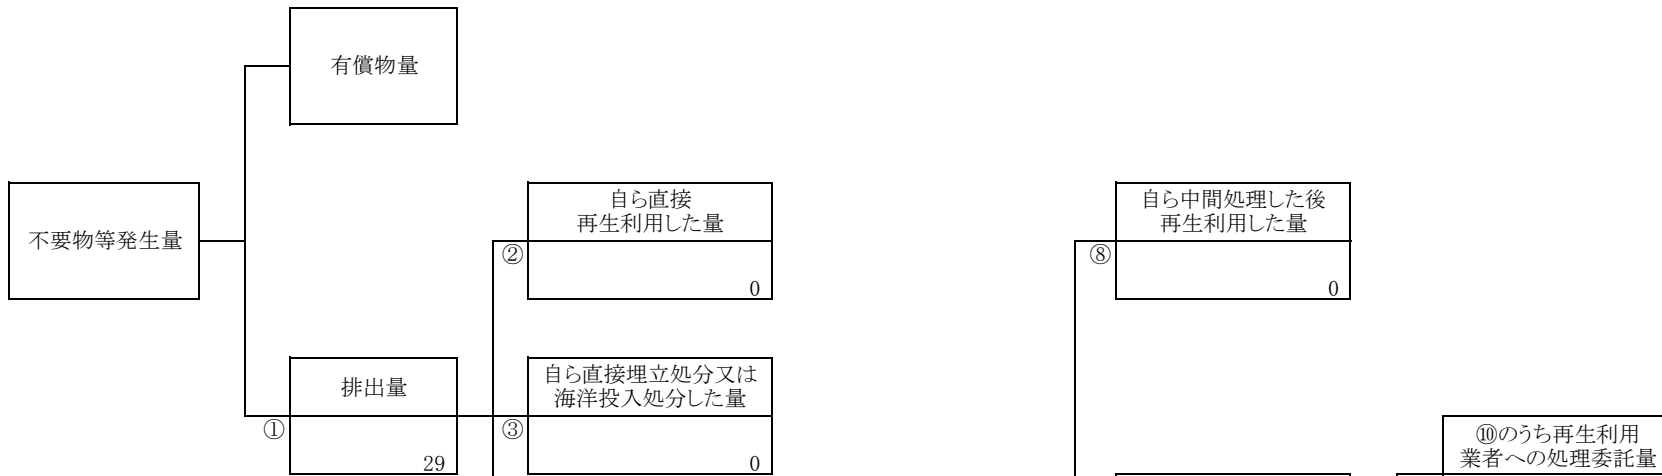 有償物量
不要物等発生量
自ら直接
再生利用した量
②
0
自ら中間処理した後
再生利用した量
⑧
0
排出量
①
29
自ら直接埋立処分又は
海洋投入処分した量
③
0
⑩のうち再生利用
業者への処理委託量